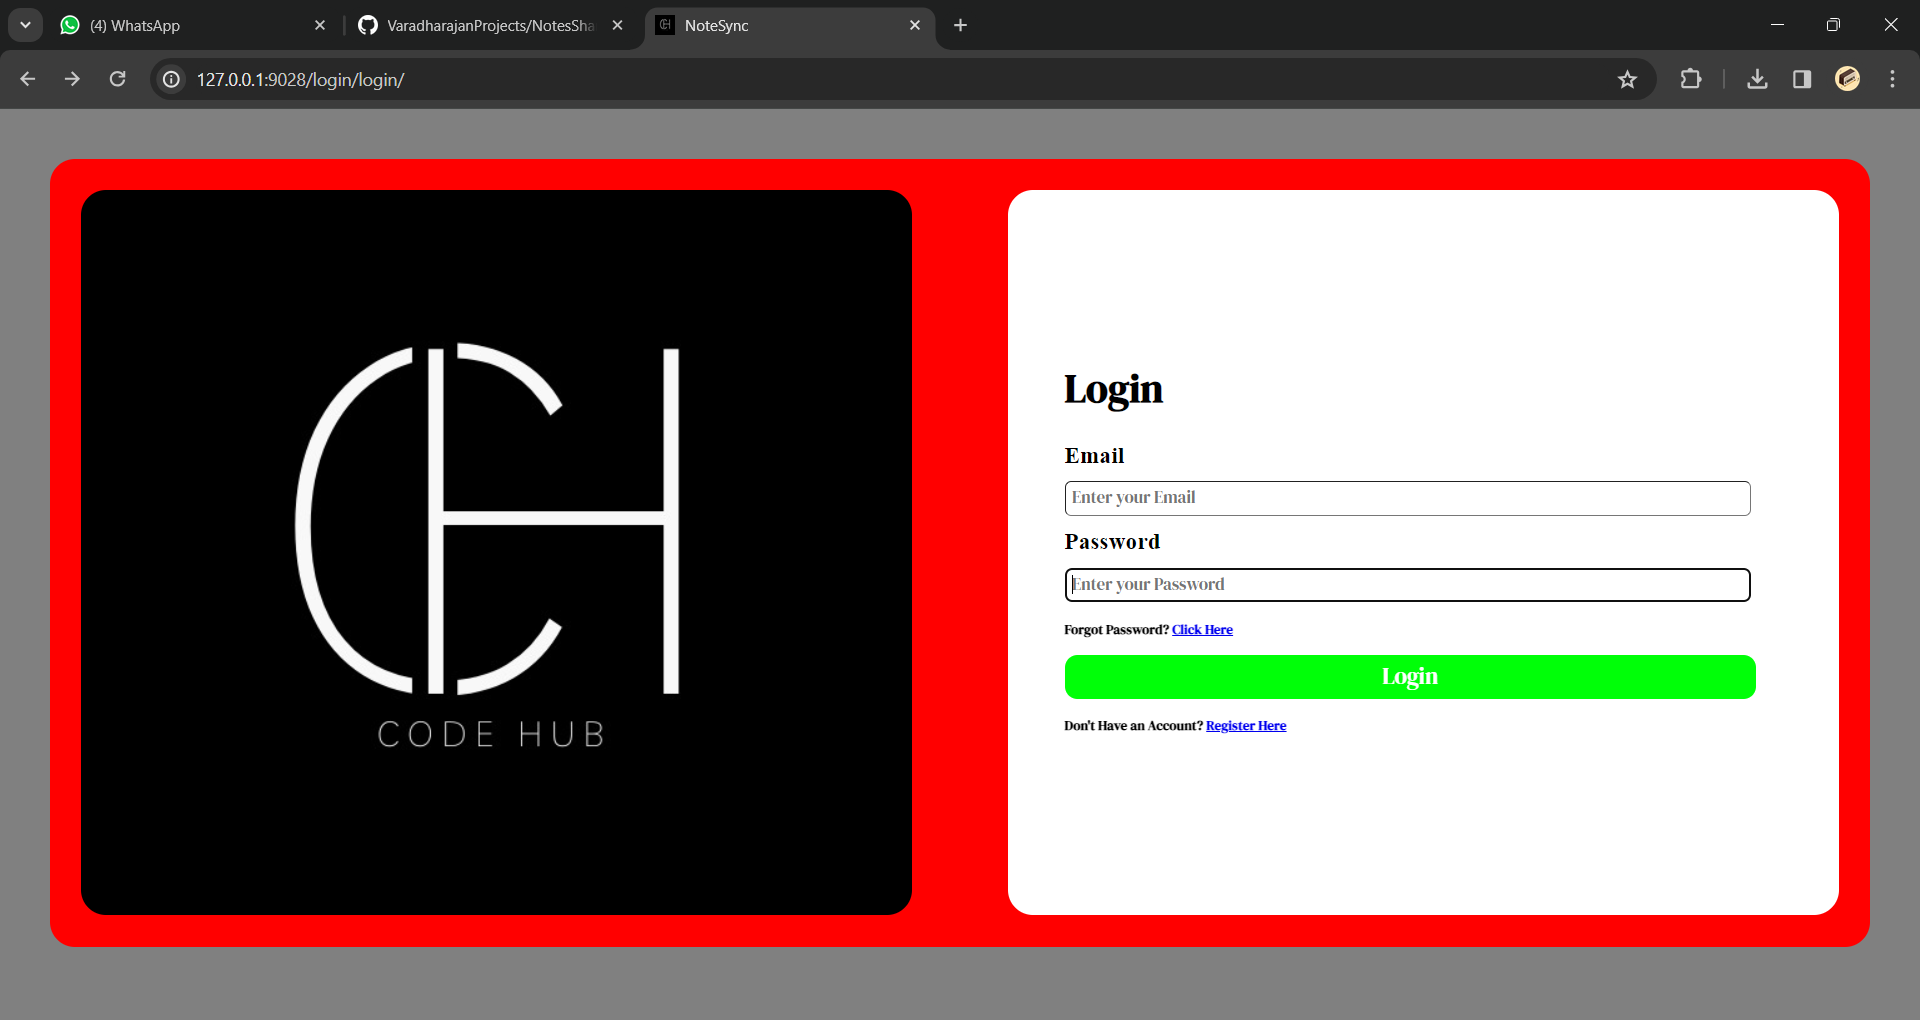 (4) WhatsApp
VaradharajanProjects/NotesSha
NoteSync
127.0.0.1:9028/login/login/
CH
CODE HUB
Login
Email
Enter your Email
Password
Enter your Password
Forgot Password? Click Here
Login
Don't Have an Account? Register Here